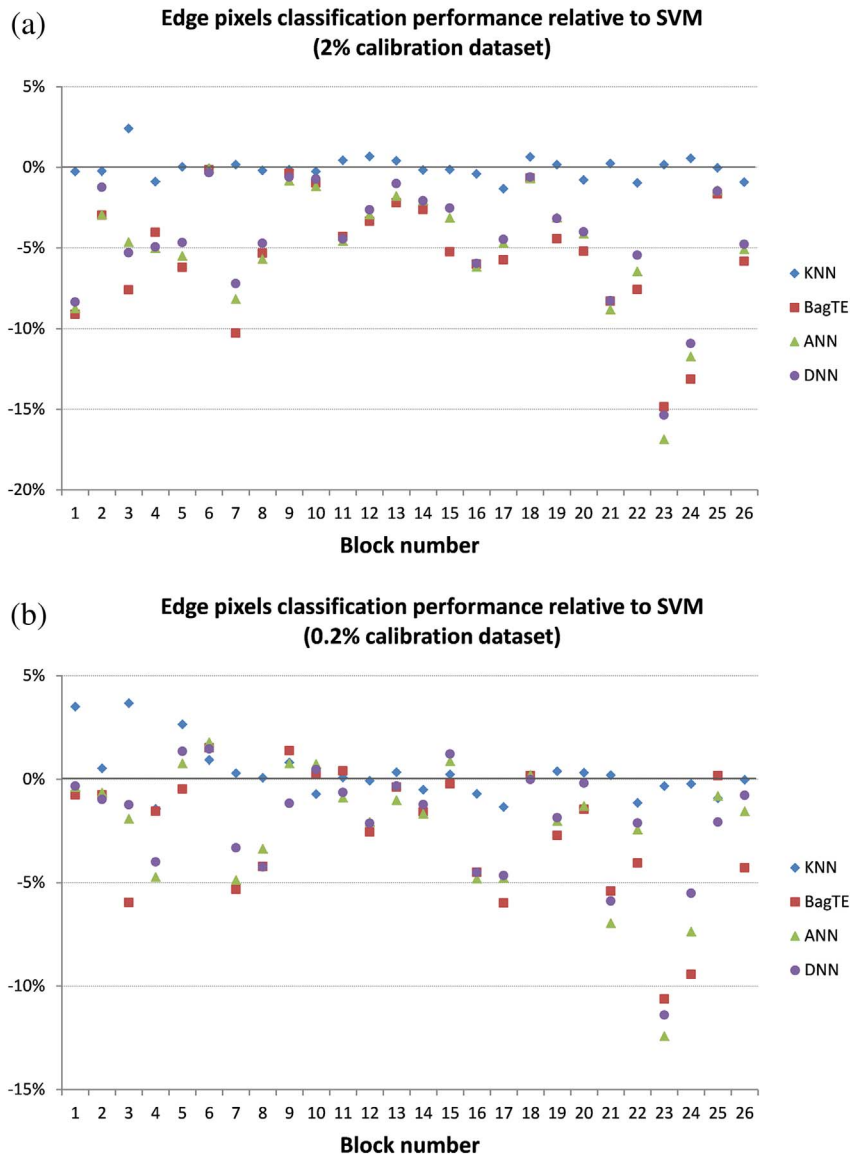 (a)
Edge pixels classification performance relative to SVM
(2% calibration dataset)
5%
0%
-5%
-10%
-15%
-20%
1 2 3 4 5 6 7 8 9 10 11 12 13 14 15 16 17 18 19 20 21 22 23 24 25 26
Block number
KNN
BagTE
ANN
DNN
(b)
Edge pixels classification performance relative to SVM
(0.2% calibration dataset)
5%
0%
-5%
-10%
-15%
1 2 3 4 5 6 7 8 9 10 11 12 13 14 15 16 17 18 19 20 21 22 23 24 25 26
Block number
KNN
BagTE
ANN
DNN